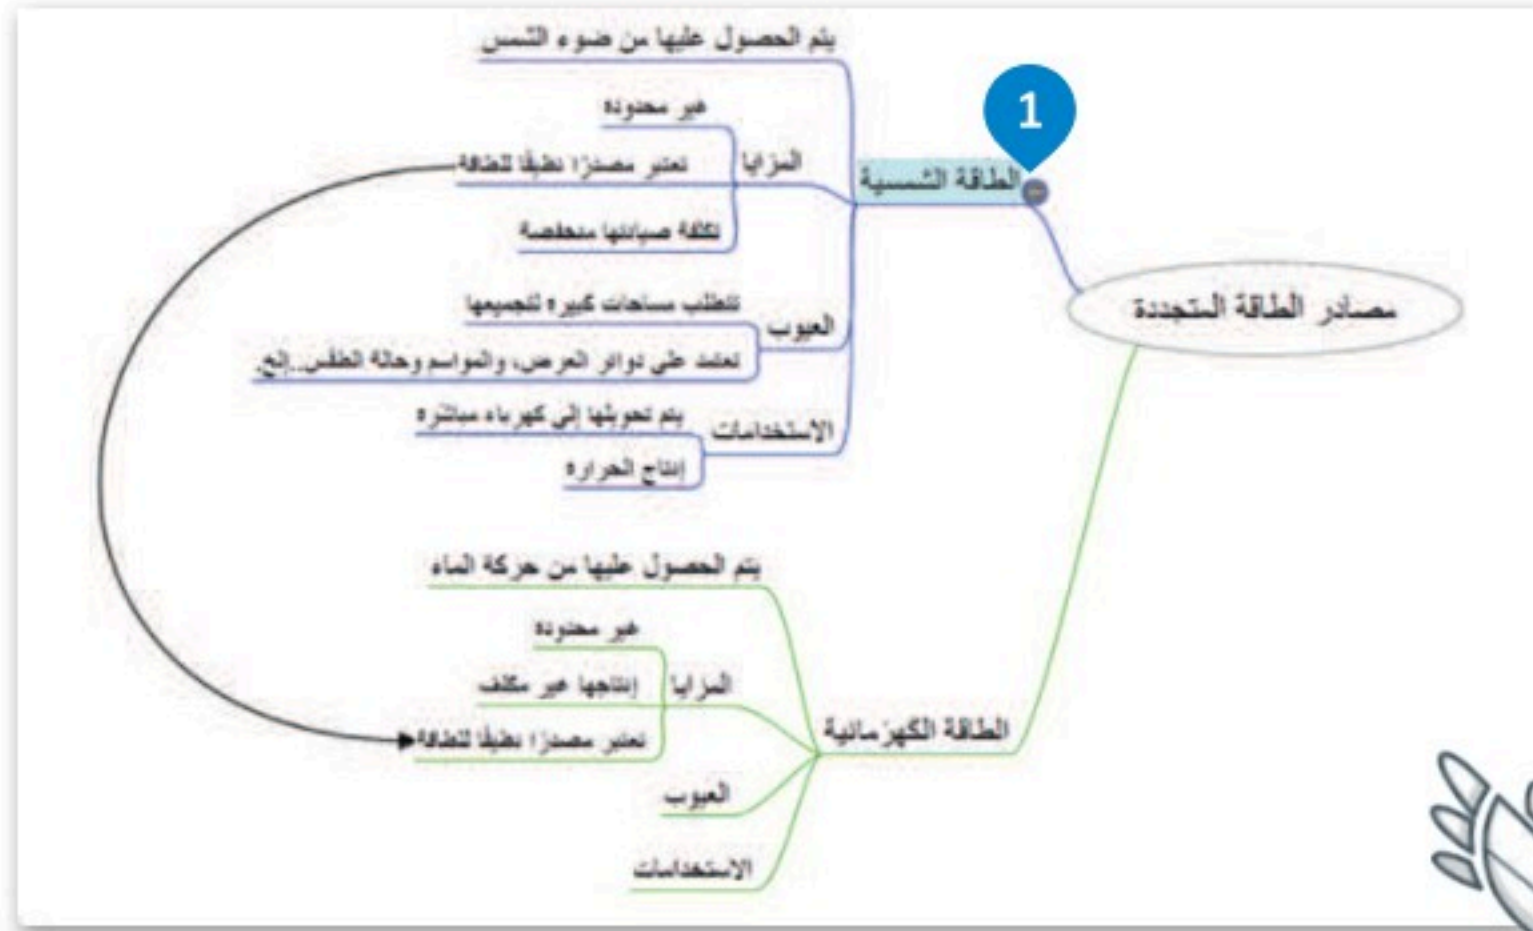 مصادر الطاقة المتجددة
1
الطاقة الشمسية
يتم الحصول عليها من ضوء الشمس
المزايا
غير محدودة
تعتبر مصدرًا نظيفًا للطاقة
تكلفة صيانتها منخفضة
العيوب
تتطلب مساحات كبيرة لتجميعها
تعتمد على دوائر العرض، والمواسم وحالة الطقس..إلخ.
الاستخدامات
يتم تحويلها إلى كهرباء مباشرة
إنتاج الحرارة
الطاقة الكهرمائية
يتم الحصول عليها من حركة الماء
المزايا
غير محدودة
إنتاجها غير مكلف
تعتبر مصدرًا نظيفًا للطاقة
العيوب
الاستخدامات